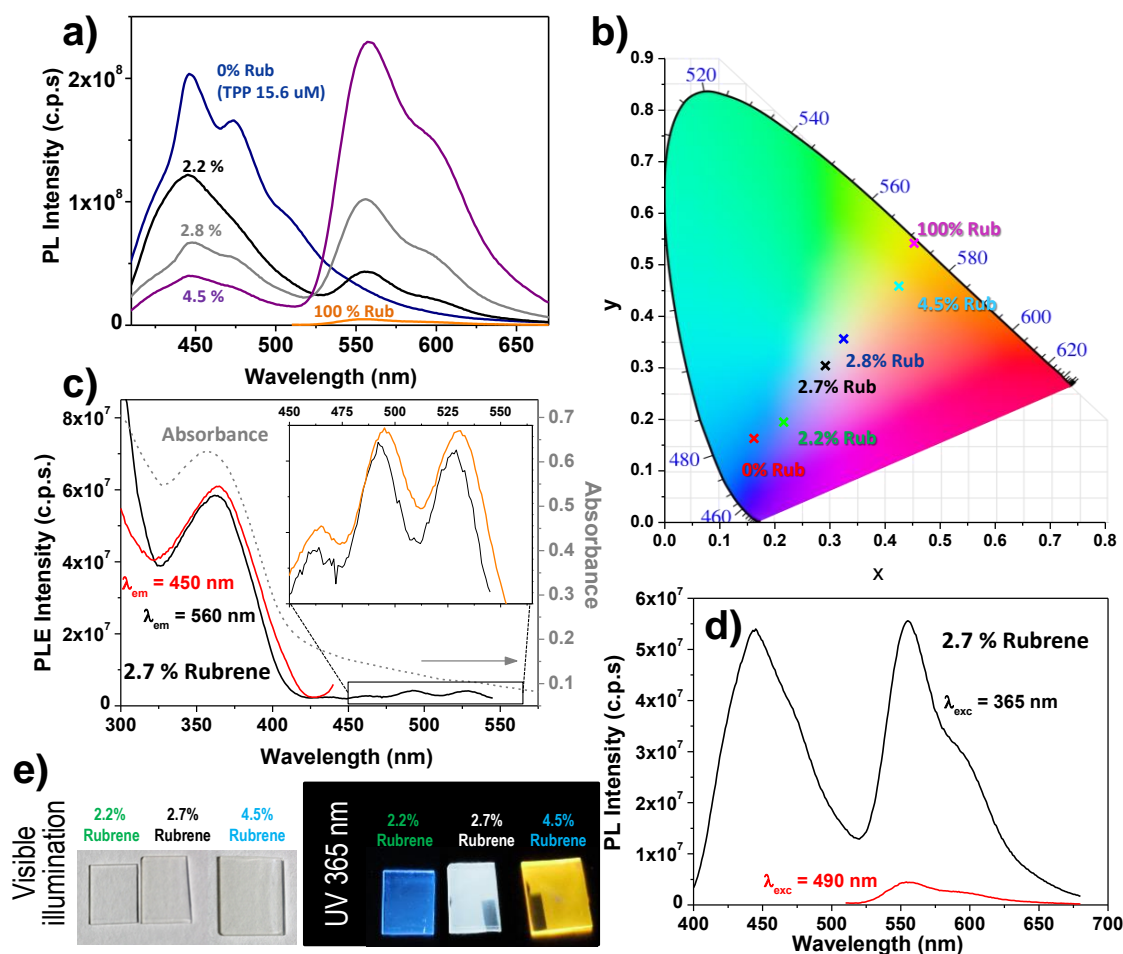 a)
PL Intensity (c.p.s)
2x10⁸
1x10⁸
0
0% Rub
(TPP 15.6 uM)
2.2 %
2.8 %
4.5 %
100 % Rub
450 500 550 600 650
Wavelength (nm)
b)
y
0.9
0.8
0.7
0.6
0.5
0.4
0.3
0.2
0.1
0.0
520
540
560
580
600
620
480
460
100% Rub
4.5% Rub
2.8% Rub
2.7% Rub
2.2% Rub
0% Rub
0.0 0.1 0.2 0.3 0.4 0.5 0.6 0.7 0.8
x
c)
PLE Intensity (c.p.s.)
8x10⁷
6x10⁷
4x10⁷
2x10⁷
0
Absorbance
450 475 500 525 550
0.7
0.6
0.5
0.4
0.3
0.2
0.1
Absorbance
λem = 450 nm
λem = 560 nm
2.7 % Rubrene
300 350 400 450 500 550
Wavelength (nm)
d)
PL Intensity (c.p.s)
6x10⁷
5x10⁷
4x10⁷
3x10⁷
2x10⁷
1x10⁷
0
2.7 % Rubrene
λexc = 365 nm
λexc = 490 nm
400 450 500 550 600 650 700
Wavelength (nm)
e)
Visible
illumination
2.2% 2.7% 4.5%
Rubrene Rubrene Rubrene
UV 365 nm
2.2% 2.7% 4.5%
Rubrene Rubrene Rubrene